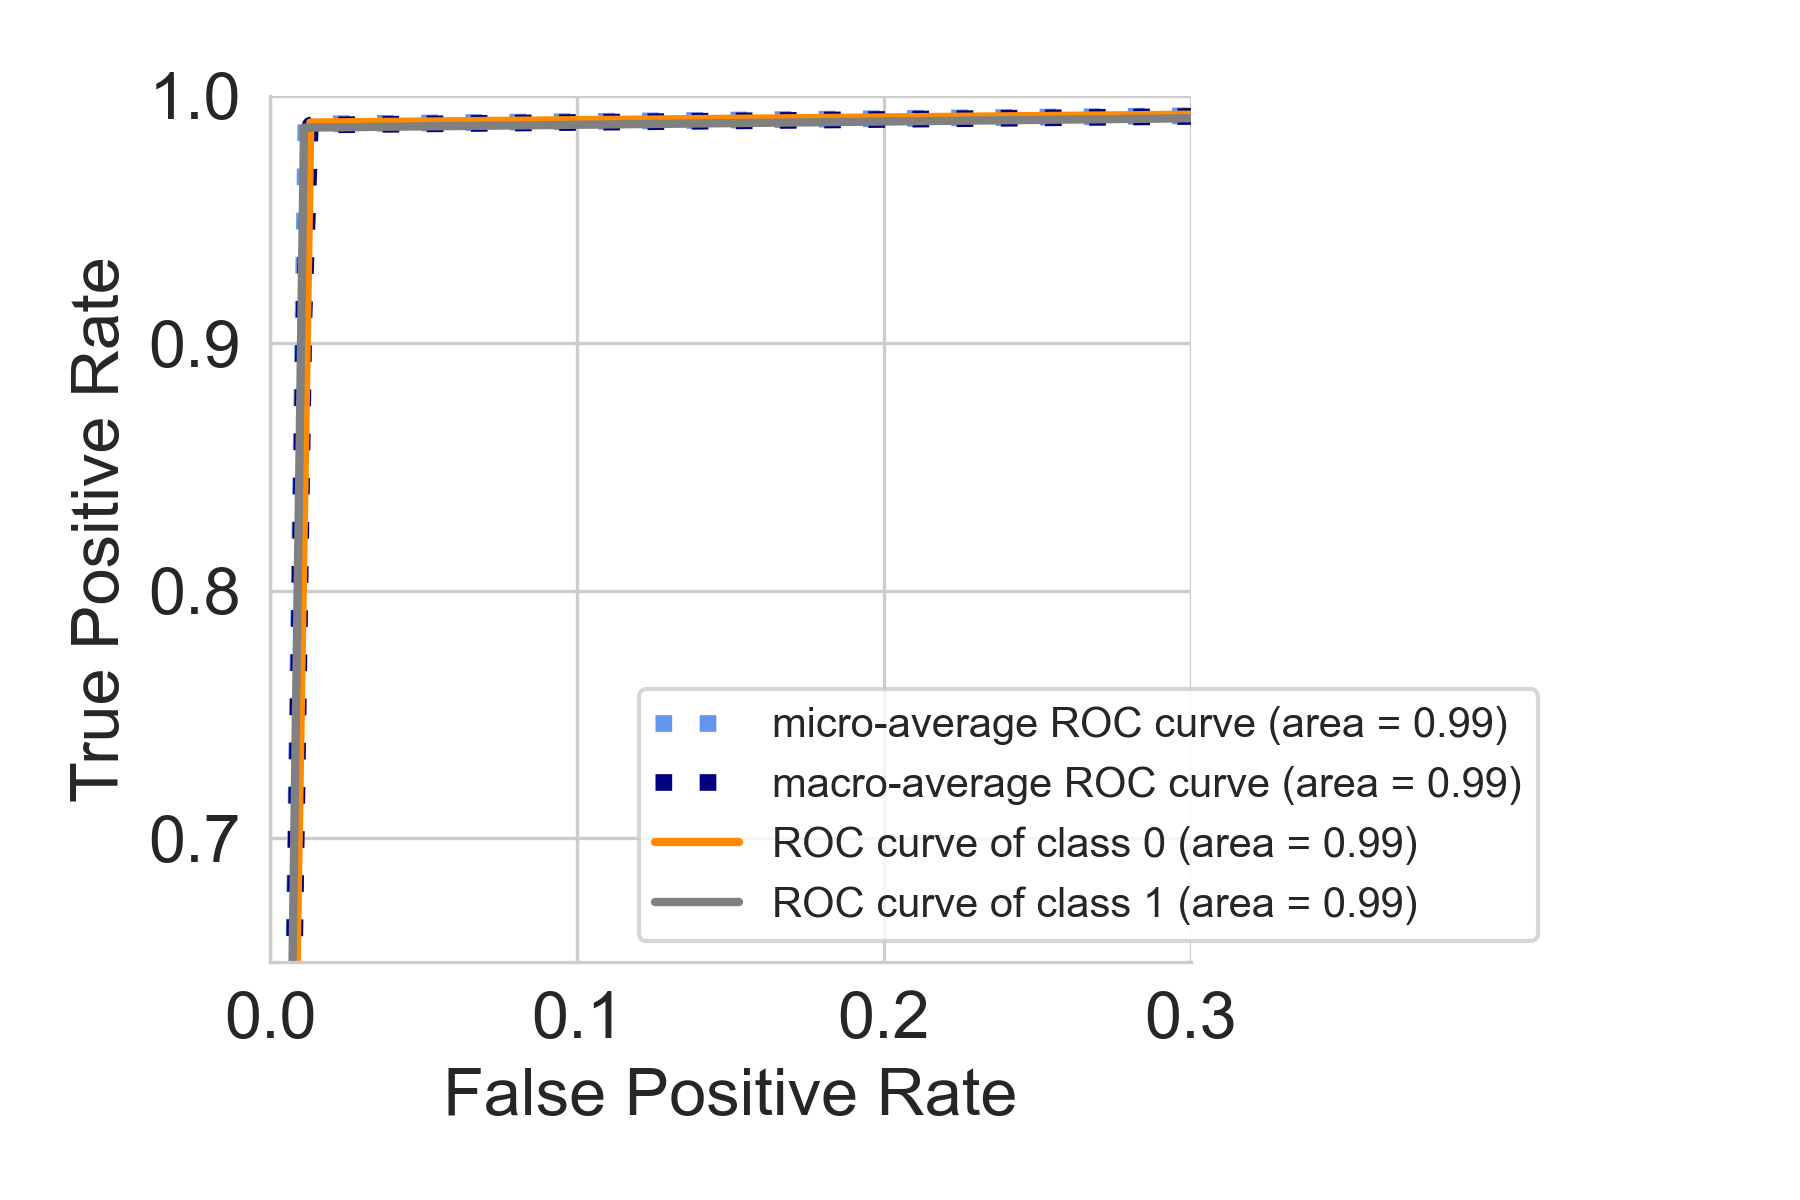 1.0
0.9
0.8
0.7
True Positive Rate
micro-average ROC curve (area = 0.99)
macro-average ROC curve (area = 0.99)
ROC curve of class 0 (area = 0.99)
ROC curve of class 1 (area = 0.99)
0.0 0.1 0.2 0.3
False Positive Rate